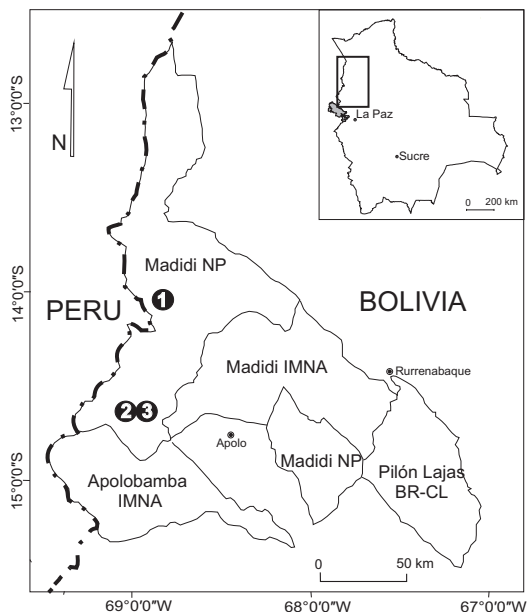 La Paz
Sucre
0 200 km
N
13°0'0"S
Madidi NP
1
14°0'0"S
PERU
BOLIVIA
Madidi IMNA
Rurrenabaque
2 3
Apolo
Madidi NP
Pilón Lajas
BR-CL
Apolobamba
IMNA
15°0'0"S
0 50 km
69°0'0"W
68°0'0"W
67°0'0"W